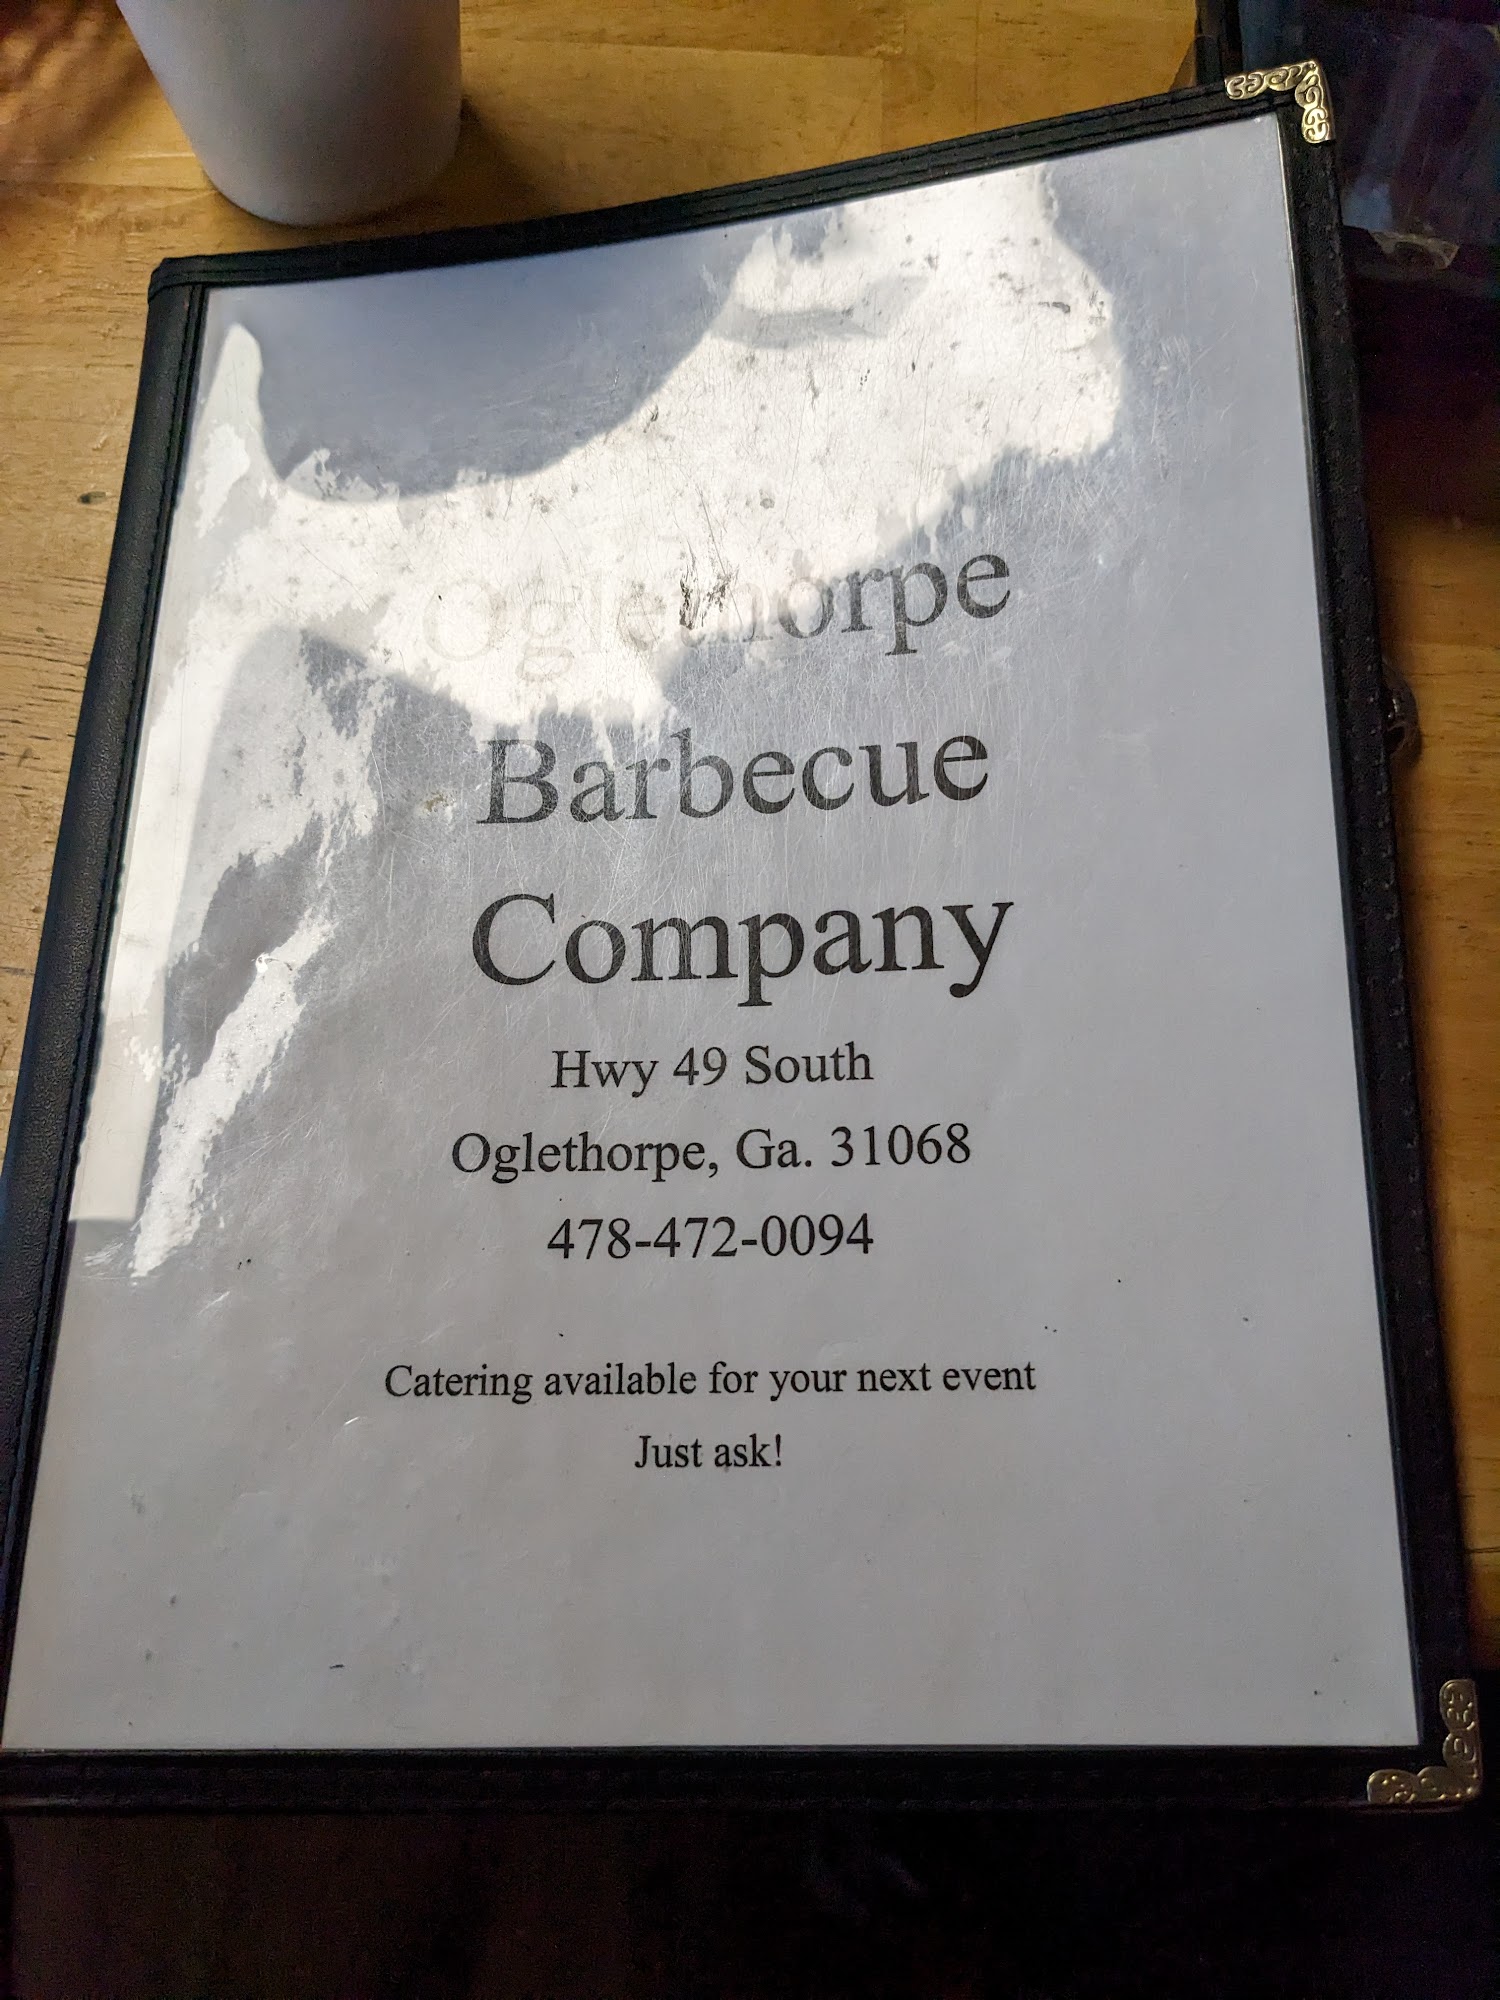 Oglethorpe
Barbecue
Company
Hwy 49 South
Oglethorpe, Ga. 31068
478-472-0094
Catering available for your next event
Just ask!